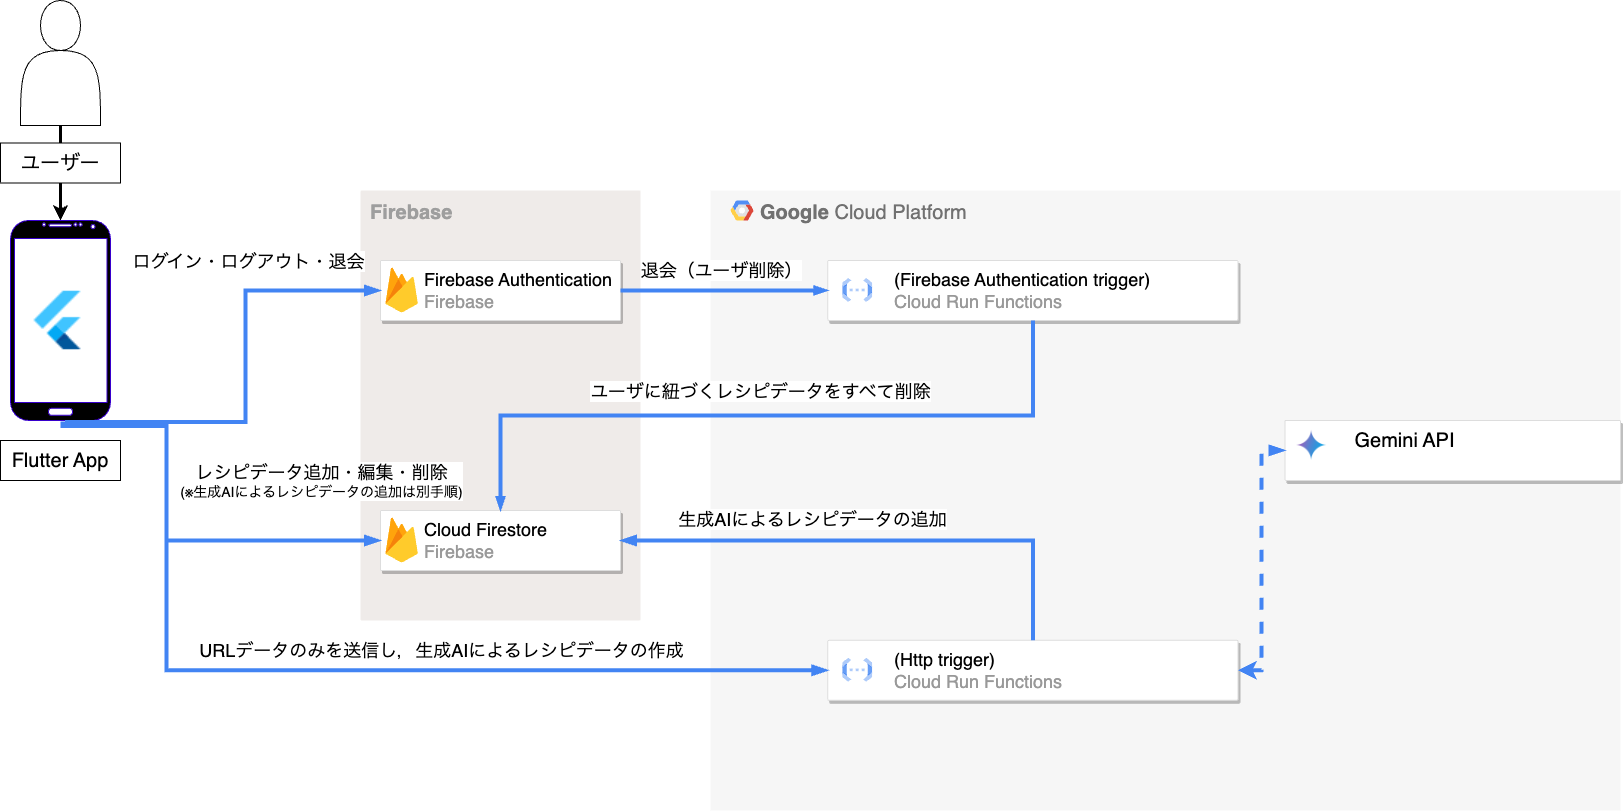 ユーザー
Firebase
Google Cloud Platform
ログイン・ログアウト・退会
Firebase Authentication
Firebase
退会（ユーザ削除）
(Firebase Authentication trigger)
Cloud Run Functions
ユーザに紐づくレシピデータをすべて削除
Flutter App
Gemini API
レシピデータ追加・編集・削除
(※生成AIによるレシピデータの追加は別手順)
Cloud Firestore
Firebase
生成AIによるレシピデータの追加
URLデータのみを送信し，生成AIによるレシピデータの作成
(Http trigger)
Cloud Run Functions